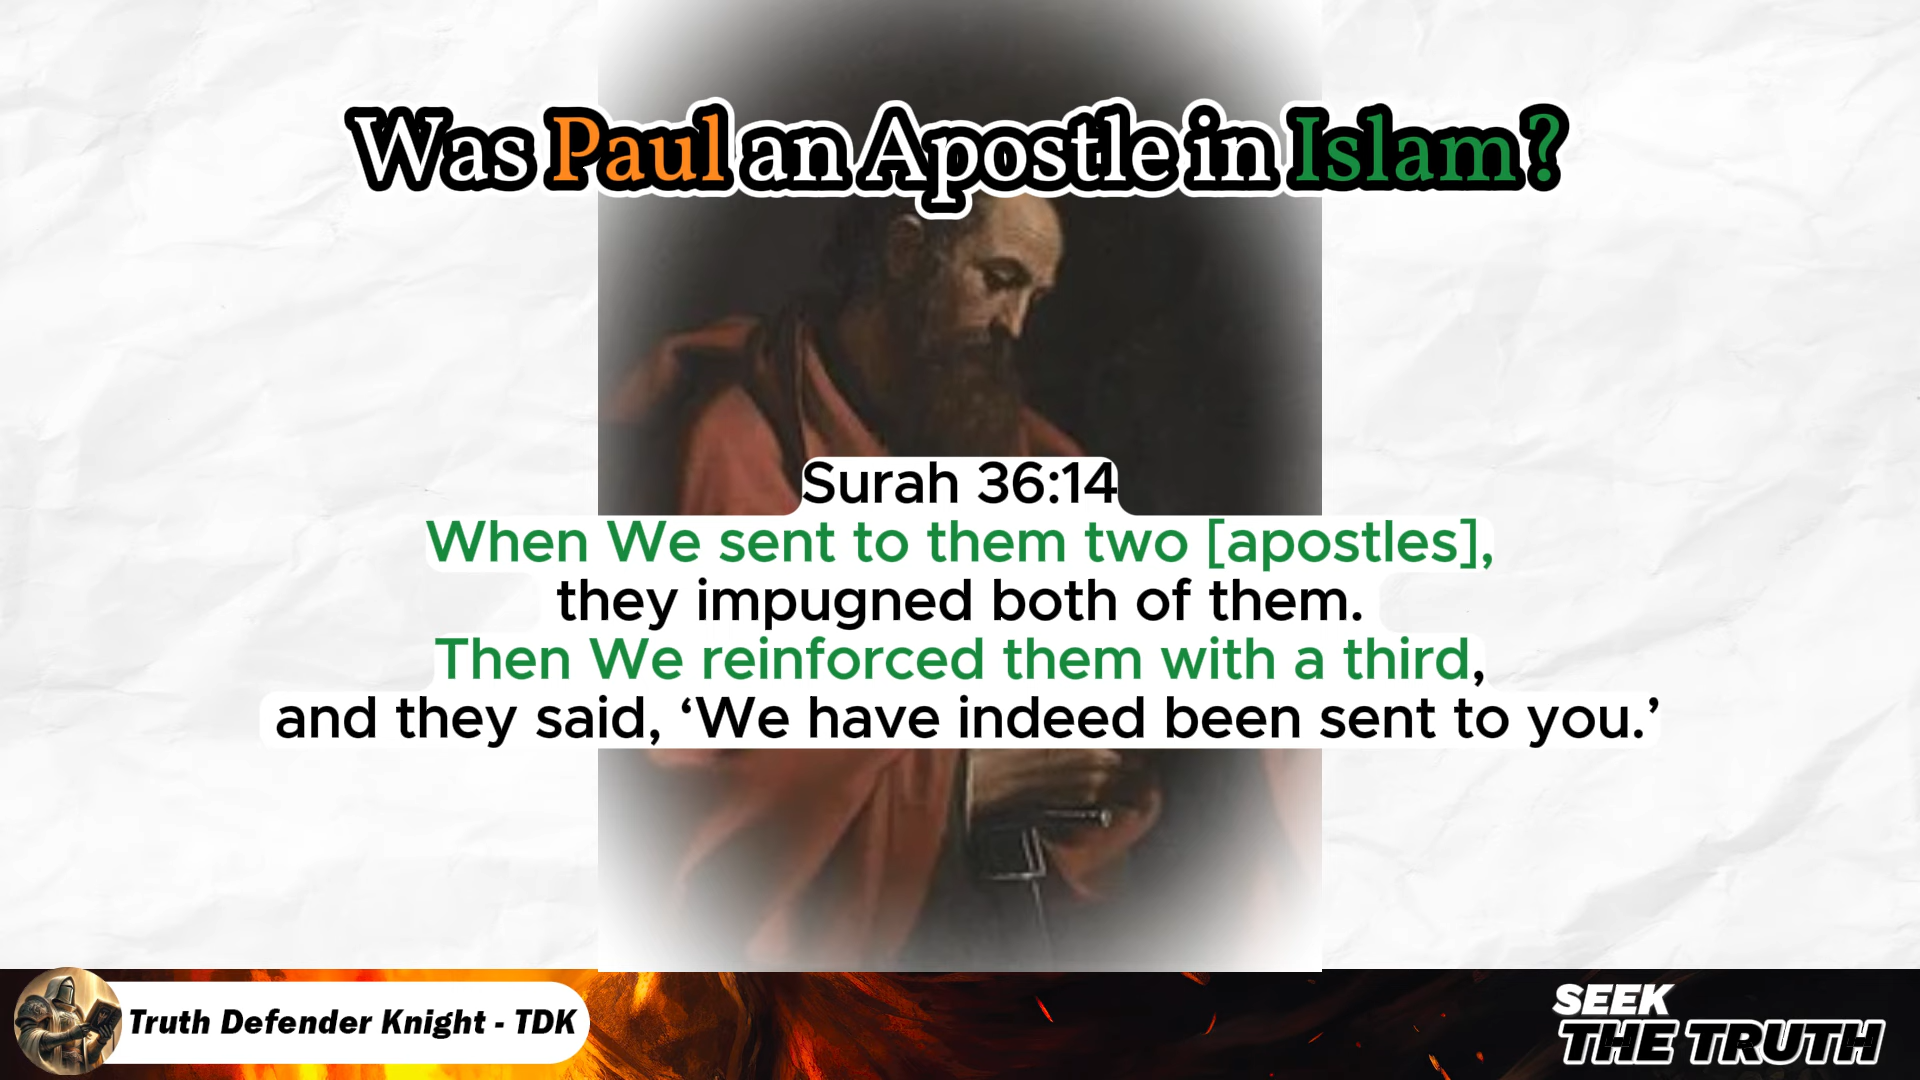 Was Paul an Apostle in Islam?
Surah 36:14
When We sent to them two [apostles],
they impugned both of them.
Then We reinforced them with a third,
and they said, ‘We have indeed been sent to you.’
Truth Defender Knight - TDK
SEEK
THE TRUTH